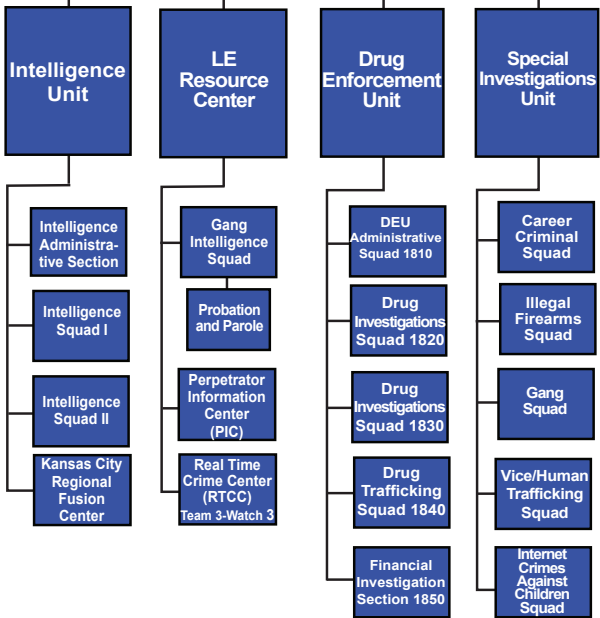 Intelligence
Unit
Intelligence
Administra-
tive Section
Intelligence
Squad I
Intelligence
Squad II
Kansas City
Regional
Fusion
Center
LE
Resource
Center
Gang
Intelligence
Squad
Probation
and Parole
Perpetrator
Information
Center
(PIC)
Real Time
Crime Center
(RTCC)
Team 3-Watch 3
Drug
Enforcement
Unit
DEU
Administrative
Squad 1810
Drug
Investigations
Squad 1820
Drug
Investigations
Squad 1830
Drug
Trafficking
Squad 1840
Financial
Investigation
Section 1850
Special
Investigations
Unit
Career
Criminal
Squad
Illegal
Firearms
Squad
Gang
Squad
Vice/Human
Trafficking
Squad
Internet
Crimes
Against
Children
Squad